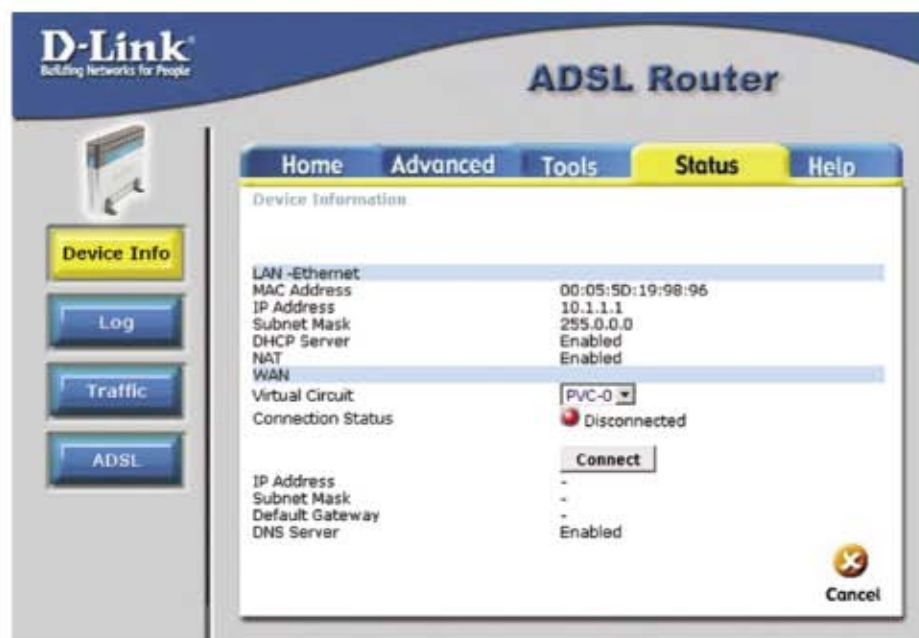 D-Link
Building Networks for People
ADSL Router
Home Advanced Tools Status Help
Device Information
Device Info
Log
Traffic
ADSL
LAN -Ethernet
MAC Address 00:05:5D:19:98:96
IP Address 10.1.1.1
Subnet Mask 255.0.0.0
DHCP Server Enabled
NAT Enabled
WAN
Virtual Circuit PVC-0
Connection Status Disconnected
Connect
IP Address -
Subnet Mask -
Default Gateway -
DNS Server Enabled
Cancel